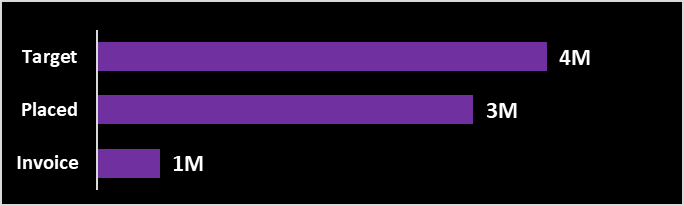 Target 4M
Placed 3M
Invoice 1M